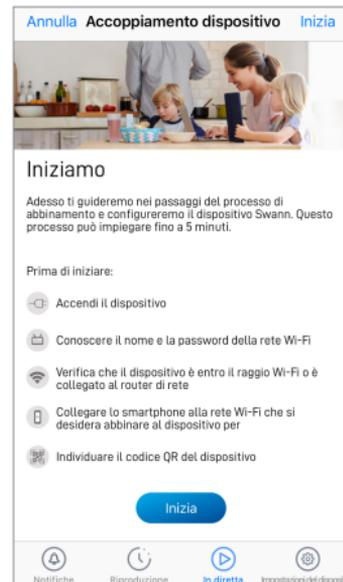 Annulla Accoppiamento dispositivo Inizia
Iniziamo
Adesso ti guideremo nei passaggi del processo di
abbinamento e configureremo il dispositivo Swann. Questo
processo può impiegare fino a 5 minuti.
Prima di iniziare:
Accendi il dispositivo
Conoscere il nome e la password della rete Wi-Fi
Verifica che il dispositivo è entro il raggio Wi-Fi o è
collegato al router di rete
Collegare lo smartphone alla rete Wi-Fi che si
desidera abbinare al dispositivo per
Individuare il codice QR del dispositivo
Inizia
Notifiche Riproduzione In diretta Impostazioni del disposi